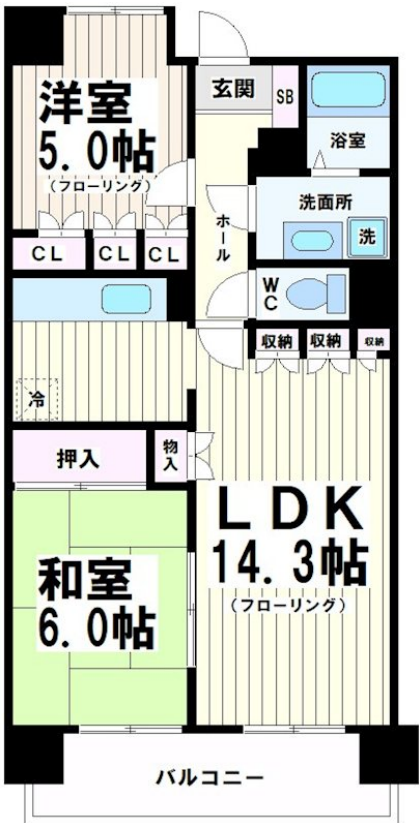 玄関
SB
洋室
5.0帖
(フローリング)
浴室
洗面所
洗
ホール
CL
CL
CL
WC
収納
収納
収納
冷
押入
物入
LDK
14.3帖
(フローリング)
和室
6.0帖
バルコニー